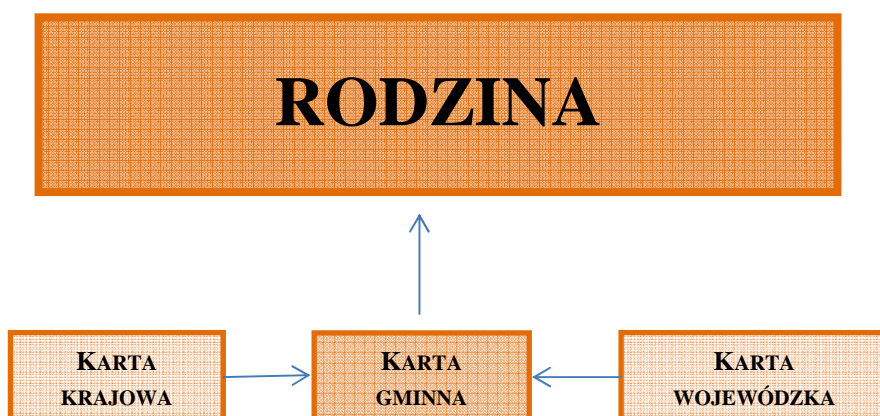 RODZINA
KARTA
KRAJOWA
KARTA
GMINNA
KARTA
WOJEWÓDZKA